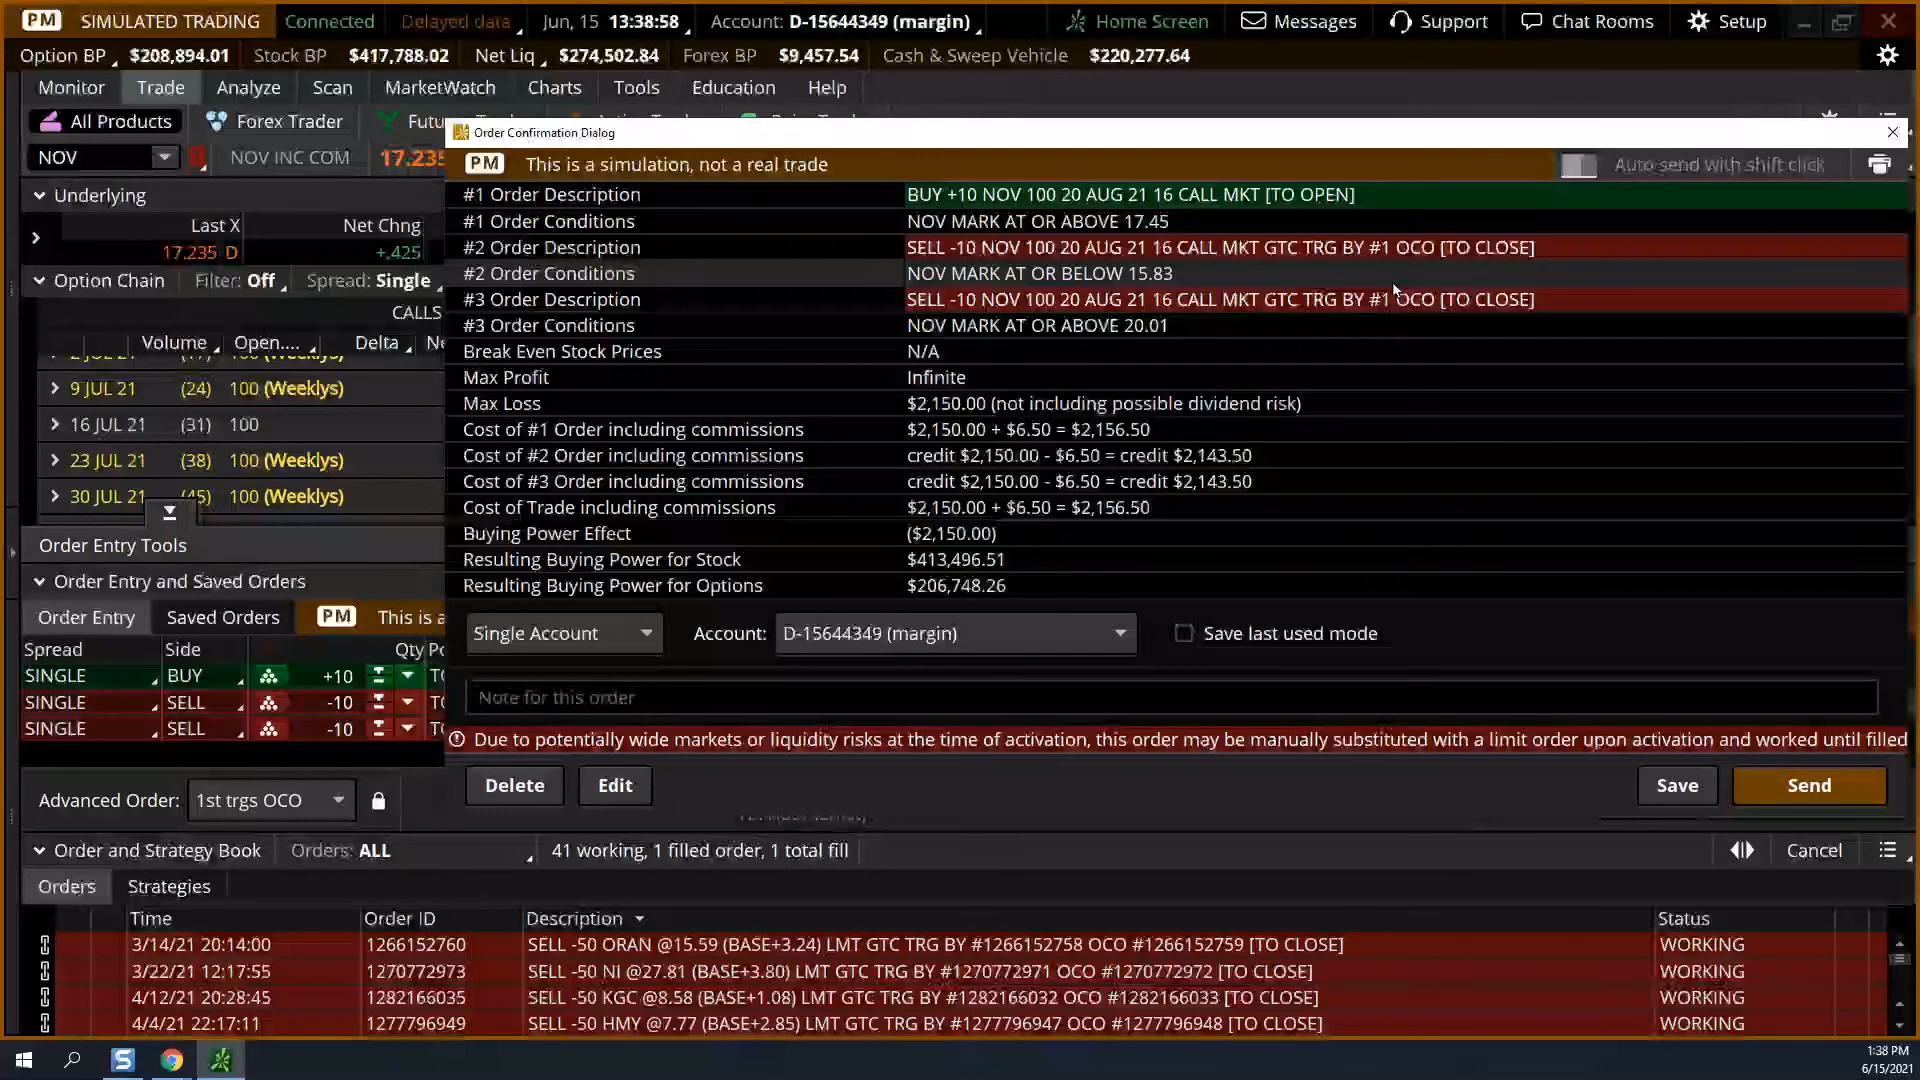 PM SIMULATED TRADING Connected Delayed data Jun, 15 13:38:58 Account: D-15644349 (margin) Home Screen Messages Support Chat Rooms Setup
Option BP $208,894.01 Stock BP $417,788.02 Net Liq $274,502.84 Forex BP $9,457.54 Cash & Sweep Vehicle $220,277.64
Monitor Trade Analyze Scan MarketWatch Charts Tools Education Help
All Products Forex Trader Futu
Order Confirmation Dialog
NOV NOV INC COM 17.235
PM This is a simulation, not a real trade Auto send with shift click
Underlying
Last X Net Chng
17.235 D +.425
Option Chain Filter: Off Spread: Single
CALLS
Volume Open.... Delta
9 JUL 21 (24) 100 (Weeklys)
16 JUL 21 (31) 100
23 JUL 21 (38) 100 (Weeklys)
30 JUL 21 (45) 100 (Weeklys)
Order Entry Tools
Order Entry and Saved Orders
Order Entry Saved Orders PM This is a
Spread Side Qty
SINGLE BUY +10
SINGLE SELL -10
SINGLE SELL -10
#1 Order Description BUY +10 NOV 100 20 AUG 21 16 CALL MKT [TO OPEN]
#1 Order Conditions NOV MARK AT OR ABOVE 17.45
#2 Order Description SELL -10 NOV 100 20 AUG 21 16 CALL MKT GTC TRG BY #1 OCO [TO CLOSE]
#2 Order Conditions NOV MARK AT OR BELOW 15.83
#3 Order Description SELL -10 NOV 100 20 AUG 21 16 CALL MKT GTC TRG BY #1 OCO [TO CLOSE]
#3 Order Conditions NOV MARK AT OR ABOVE 20.01
Break Even Stock Prices N/A
Max Profit Infinite
Max Loss $2,150.00 (not including possible dividend risk)
Cost of #1 Order including commissions $2,150.00 + $6.50 = $2,156.50
Cost of #2 Order including commissions credit $2,150.00 - $6.50 = credit $2,143.50
Cost of #3 Order including commissions credit $2,150.00 - $6.50 = credit $2,143.50
Cost of Trade including commissions $2,150.00 + $6.50 = $2,156.50
Buying Power Effect ($2,150.00)
Resulting Buying Power for Stock $413,496.51
Resulting Buying Power for Options $206,748.26
Single Account Account: D-15644349 (margin) Save last used mode
Note for this order
Due to potentially wide markets or liquidity risks at the time of activation, this order may be manually substituted with a limit order upon activation and worked until filled
Delete Edit Save Send
Advanced Order: 1st trgs OCO
Order and Strategy Book Orders: ALL 41 working, 1 filled order, 1 total fill Cancel
Orders Strategies
Time Order ID Description Status
3/14/21 20:14:00 1266152760 SELL -50 ORAN @15.59 (BASE+3.24) LMT GTC TRG BY #1266152758 OCO #1266152759 [TO CLOSE] WORKING
3/22/21 12:17:55 1270772973 SELL -50 NI @27.81 (BASE+3.80) LMT GTC TRG BY #1270772971 OCO #1270772972 [TO CLOSE] WORKING
4/12/21 20:28:45 1282166035 SELL -50 KGC @8.58 (BASE+1.08) LMT GTC TRG BY #1282166032 OCO #1282166033 [TO CLOSE] WORKING
4/4/21 22:17:11 1277796949 SELL -50 HMY @7.77 (BASE+2.85) LMT GTC TRG BY #1277796947 OCO #1277796948 [TO CLOSE] WORKING
1:38 PM
6/15/2021